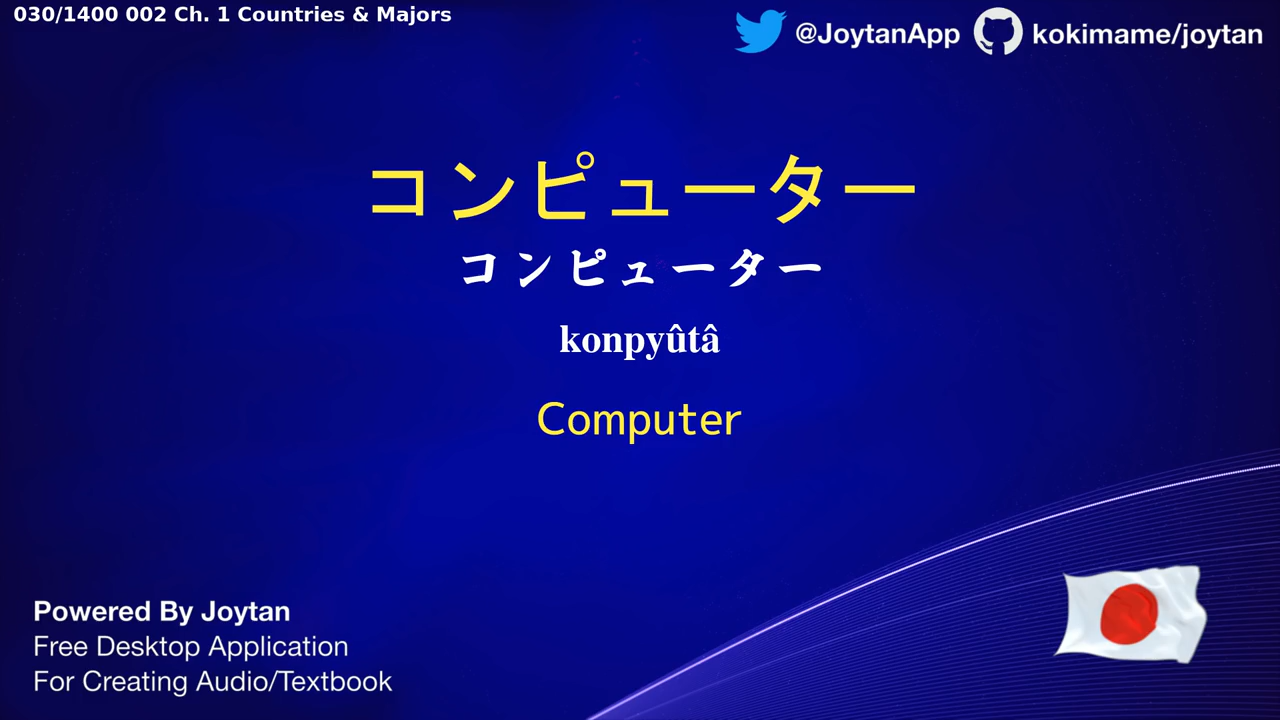 030/1400 002 Ch. 1 Countries & Majors
@JoytanApp kokimame/joytan
コンピューター
コンピューター
konpyûtâ
Computer
Powered By Joytan
Free Desktop Application
For Creating Audio/Textbook